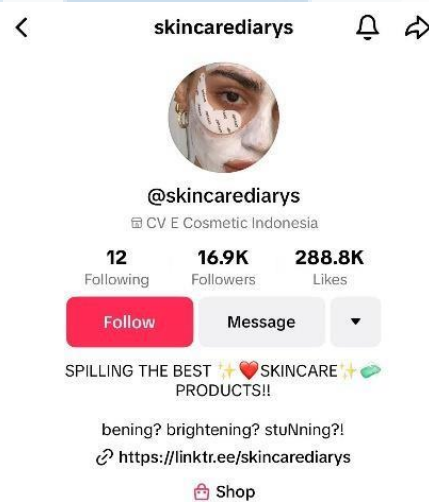 skincarediarys
@skincarediarys
CV E Cosmetic Indonesia
12 16.9K 288.8K
Following Followers Likes
Follow Message
SPILLING THE BEST ✨❤️SKINCARE✨🧼
PRODUCTS!!
bening? brightening? stuNning?!
https://linktr.ee/skincarediarys
Shop